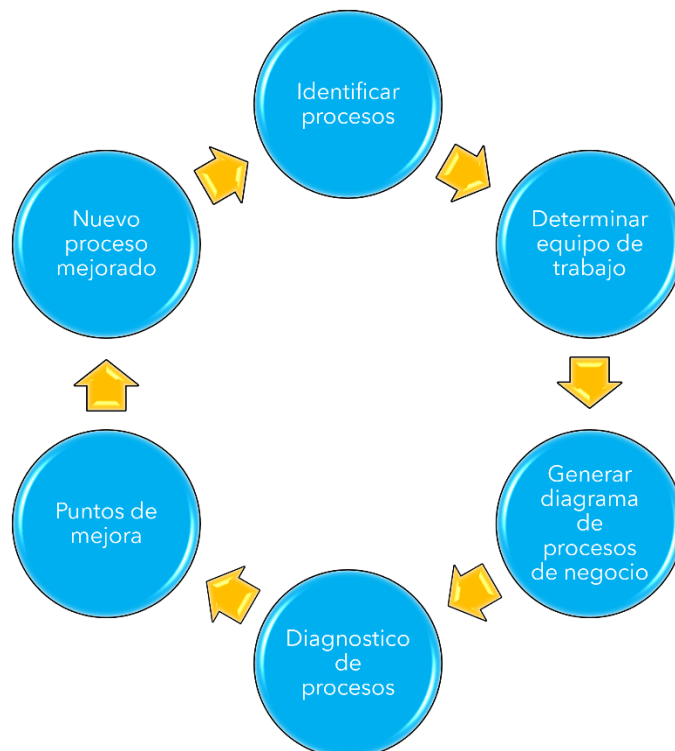 Identificar
procesos
Determinar
equipo de
trabajo
Generar
diagrama
de
procesos
de negocio
Diagnostico
de
procesos
Puntos de
mejora
Nuevo
proceso
mejorado